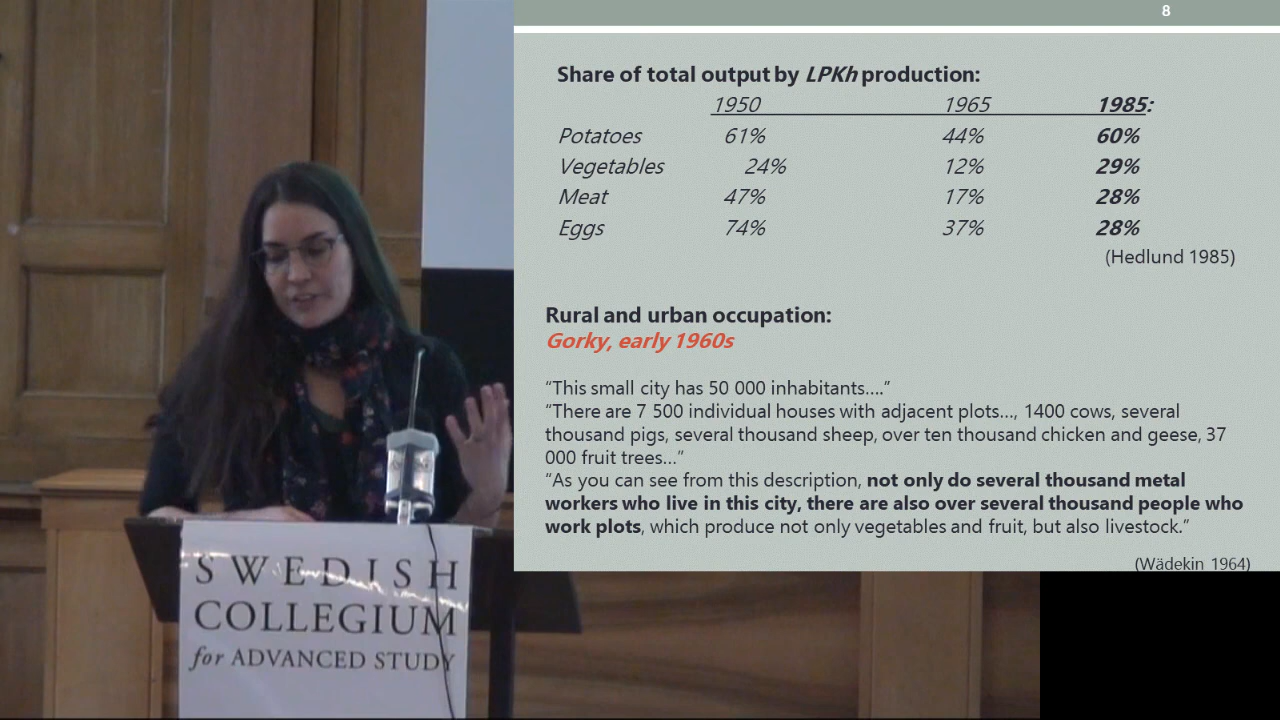 8
Share of total output by LPKh production:
1950 1965 1985:
Potatoes 61% 44% 60%
Vegetables 24% 12% 29%
Meat 47% 17% 28%
Eggs 74% 37% 28%
(Hedlund 1985)
Rural and urban occupation:
Gorky, early 1960s
“This small city has 50 000 inhabitants....”
“There are 7 500 individual houses with adjacent plots..., 1400 cows, several
thousand pigs, several thousand sheep, over ten thousand chicken and geese, 37
000 fruit trees...”
“As you can see from this description, not only do several thousand metal
workers who live in this city, there are also over several thousand people who
work plots, which produce not only vegetables and fruit, but also livestock.”
(Wädekin 1964)
SWEDISH
COLLEGIUM
for ADVANCED STUDY